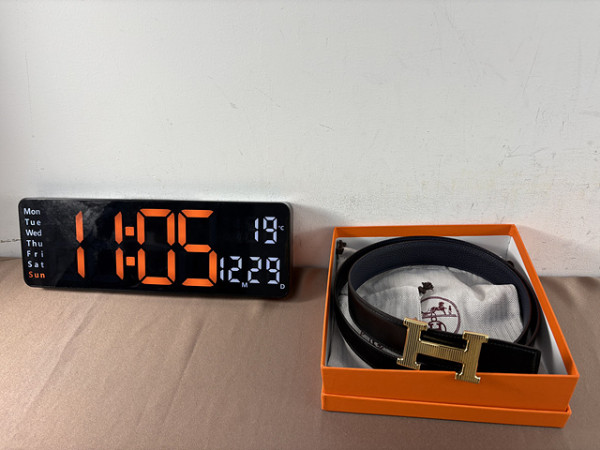 Mon
Tue
Wed
Thu
Fri
Sat
Sun
11:05
19°C
12 29
M D